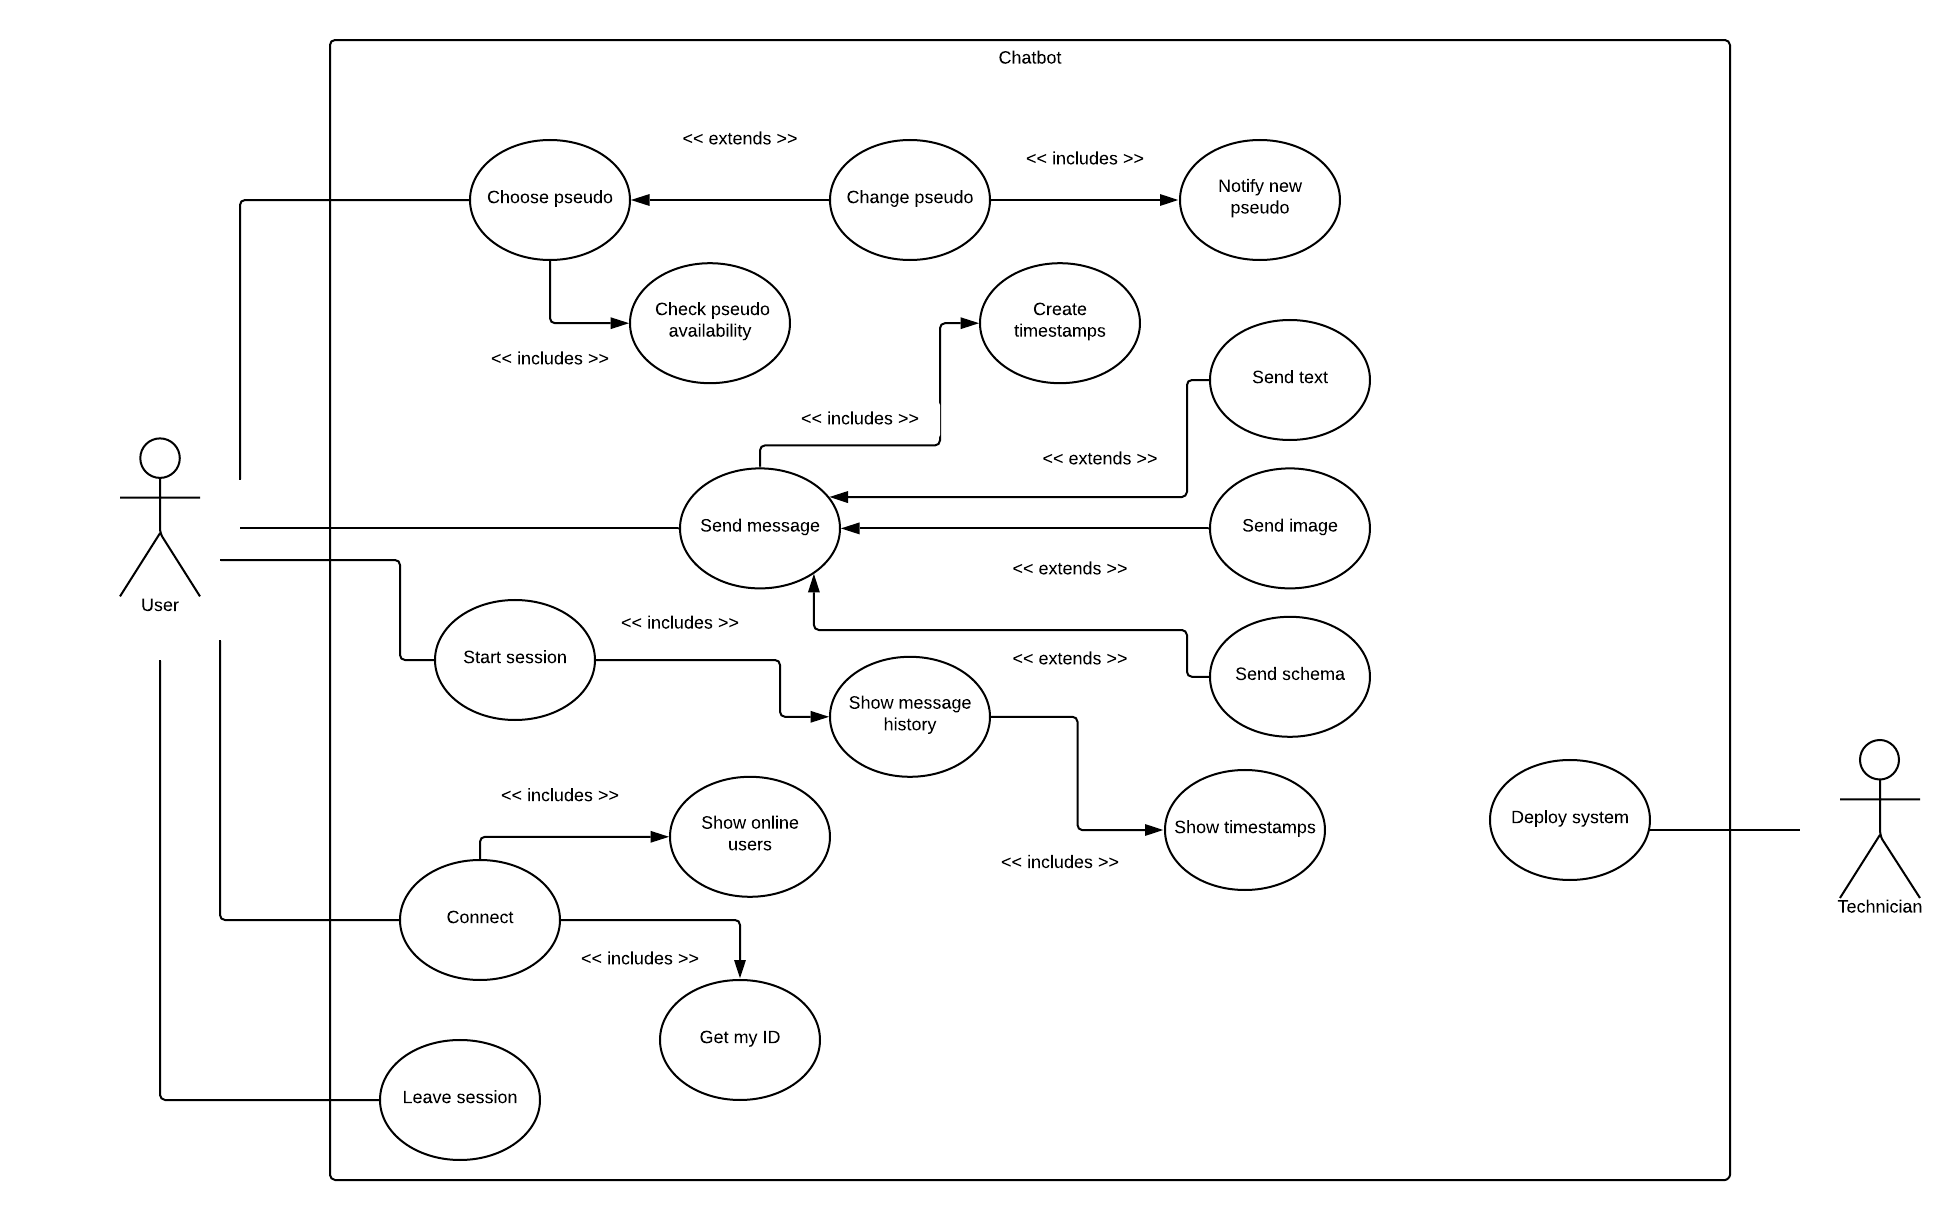 Chatbot
<< extends >>
<< includes >>
Choose pseudo
Change pseudo
Notify new
pseudo
Check pseudo
availability
Create
timestamps
<< includes >>
Send text
<< includes >>
<< extends >>
Send message
Send image
<< extends >>
User
<< includes >>
Start session
<< extends >>
Send schema
Show message
history
<< includes >>
Show online
users
Show timestamps
Deploy system
<< includes >>
Technician
Connect
<< includes >>
Get my ID
Leave session